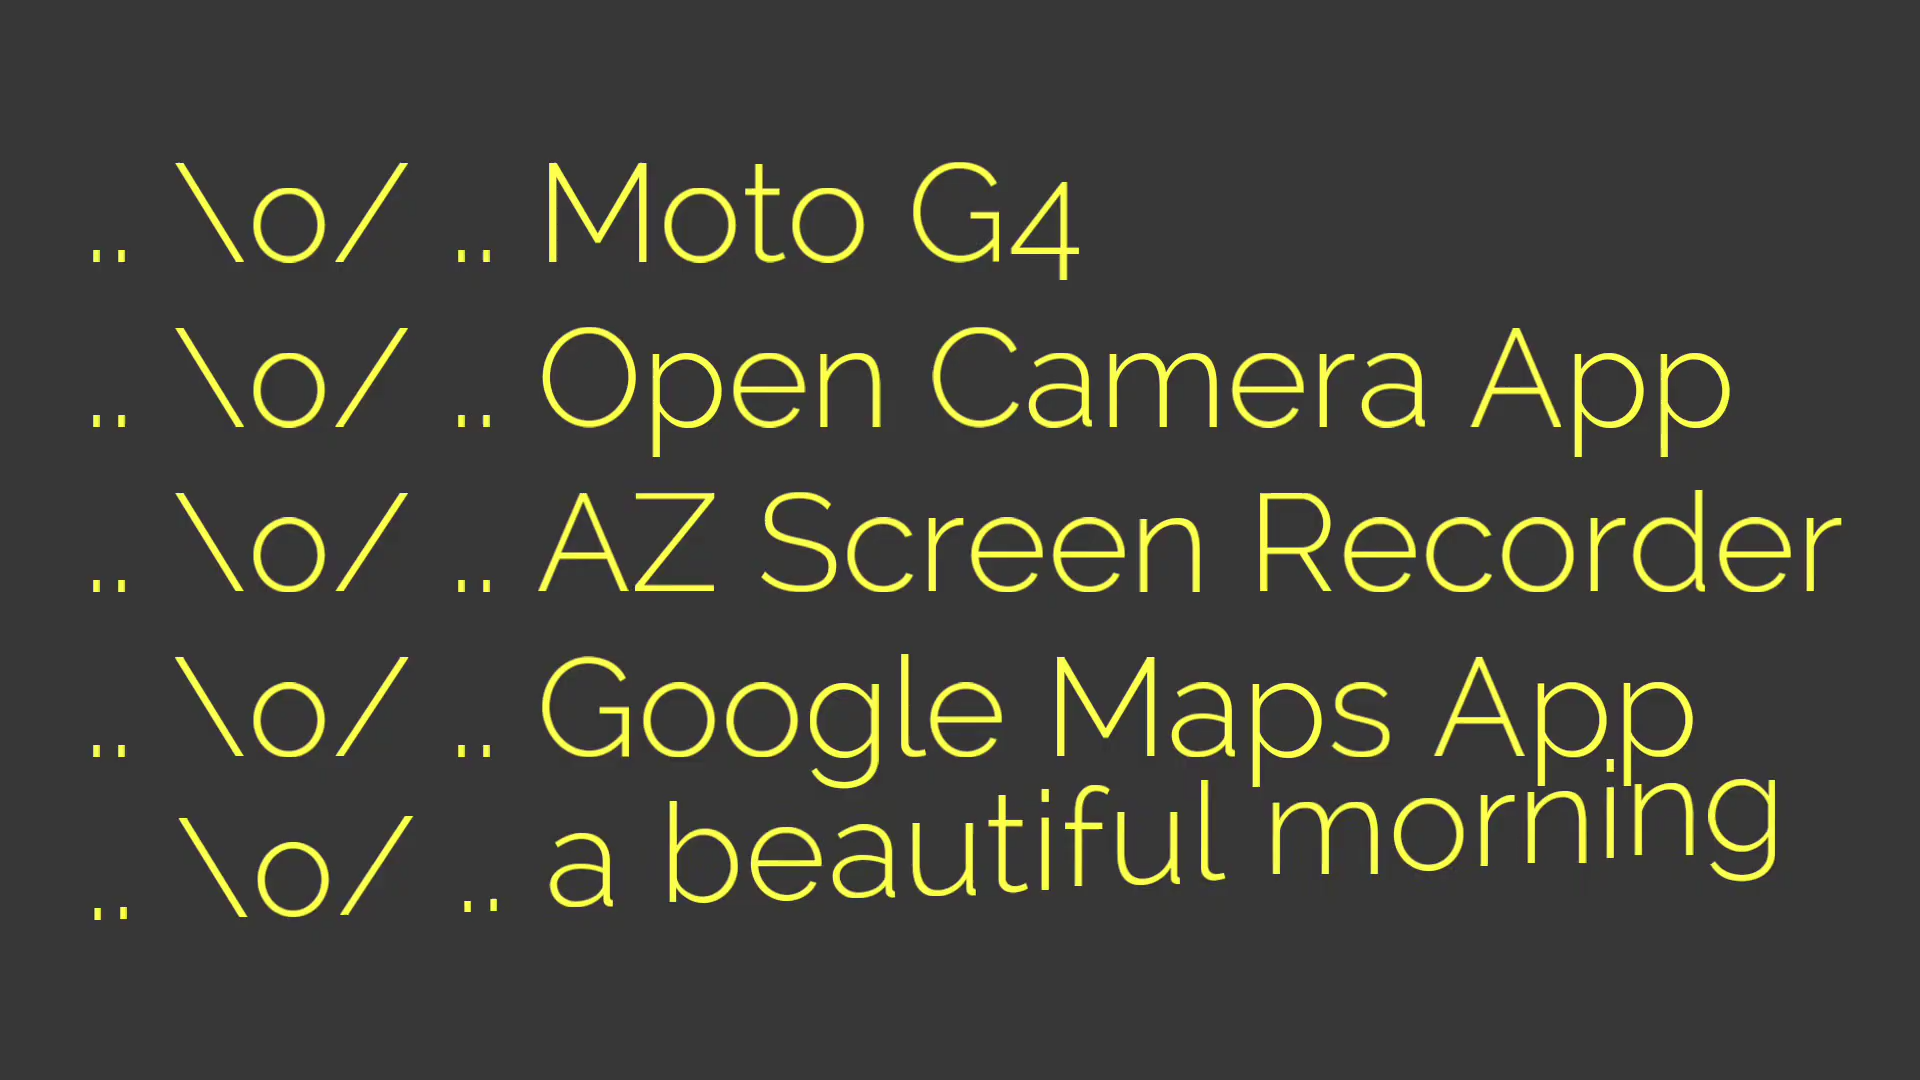 .. \o/ .. Moto G4
.. \o/ .. Open Camera App
.. \o/ .. AZ Screen Recorder
.. \o/ .. Google Maps App
.. \o/ .. a beautiful morning